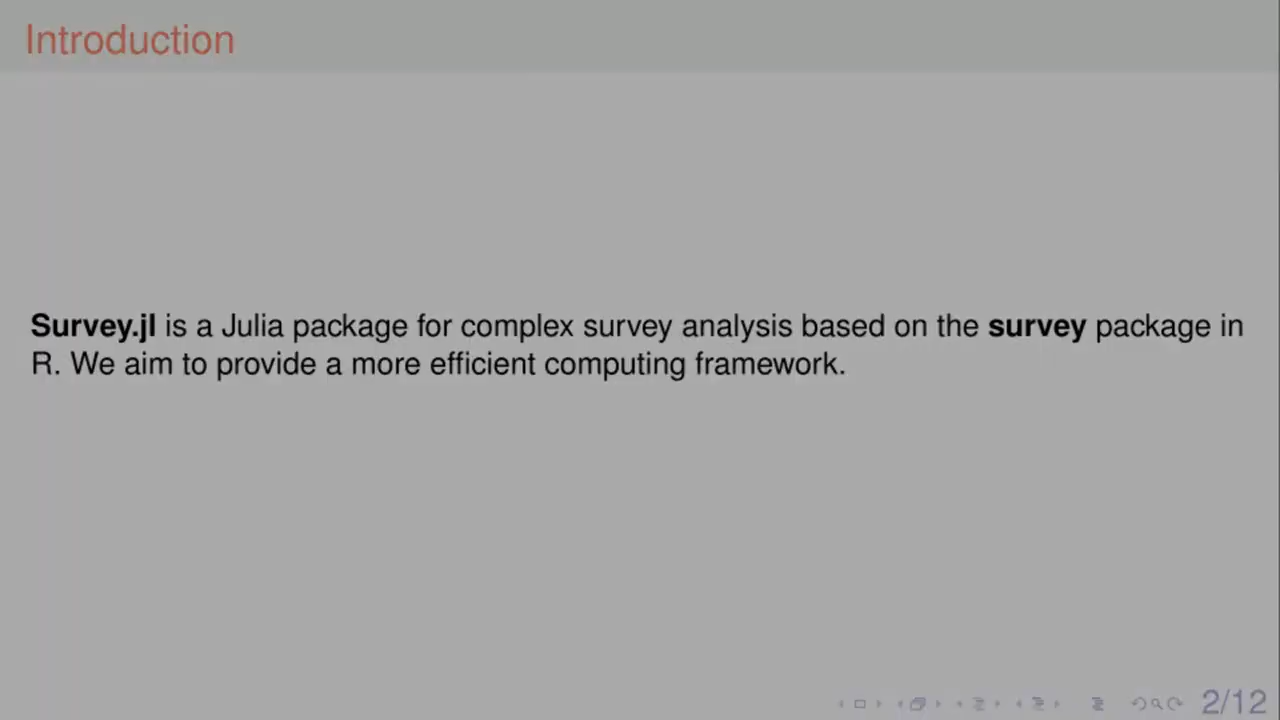 Introduction
Survey.jl is a Julia package for complex survey analysis based on the survey package in
R. We aim to provide a more efficient computing framework.
2/12